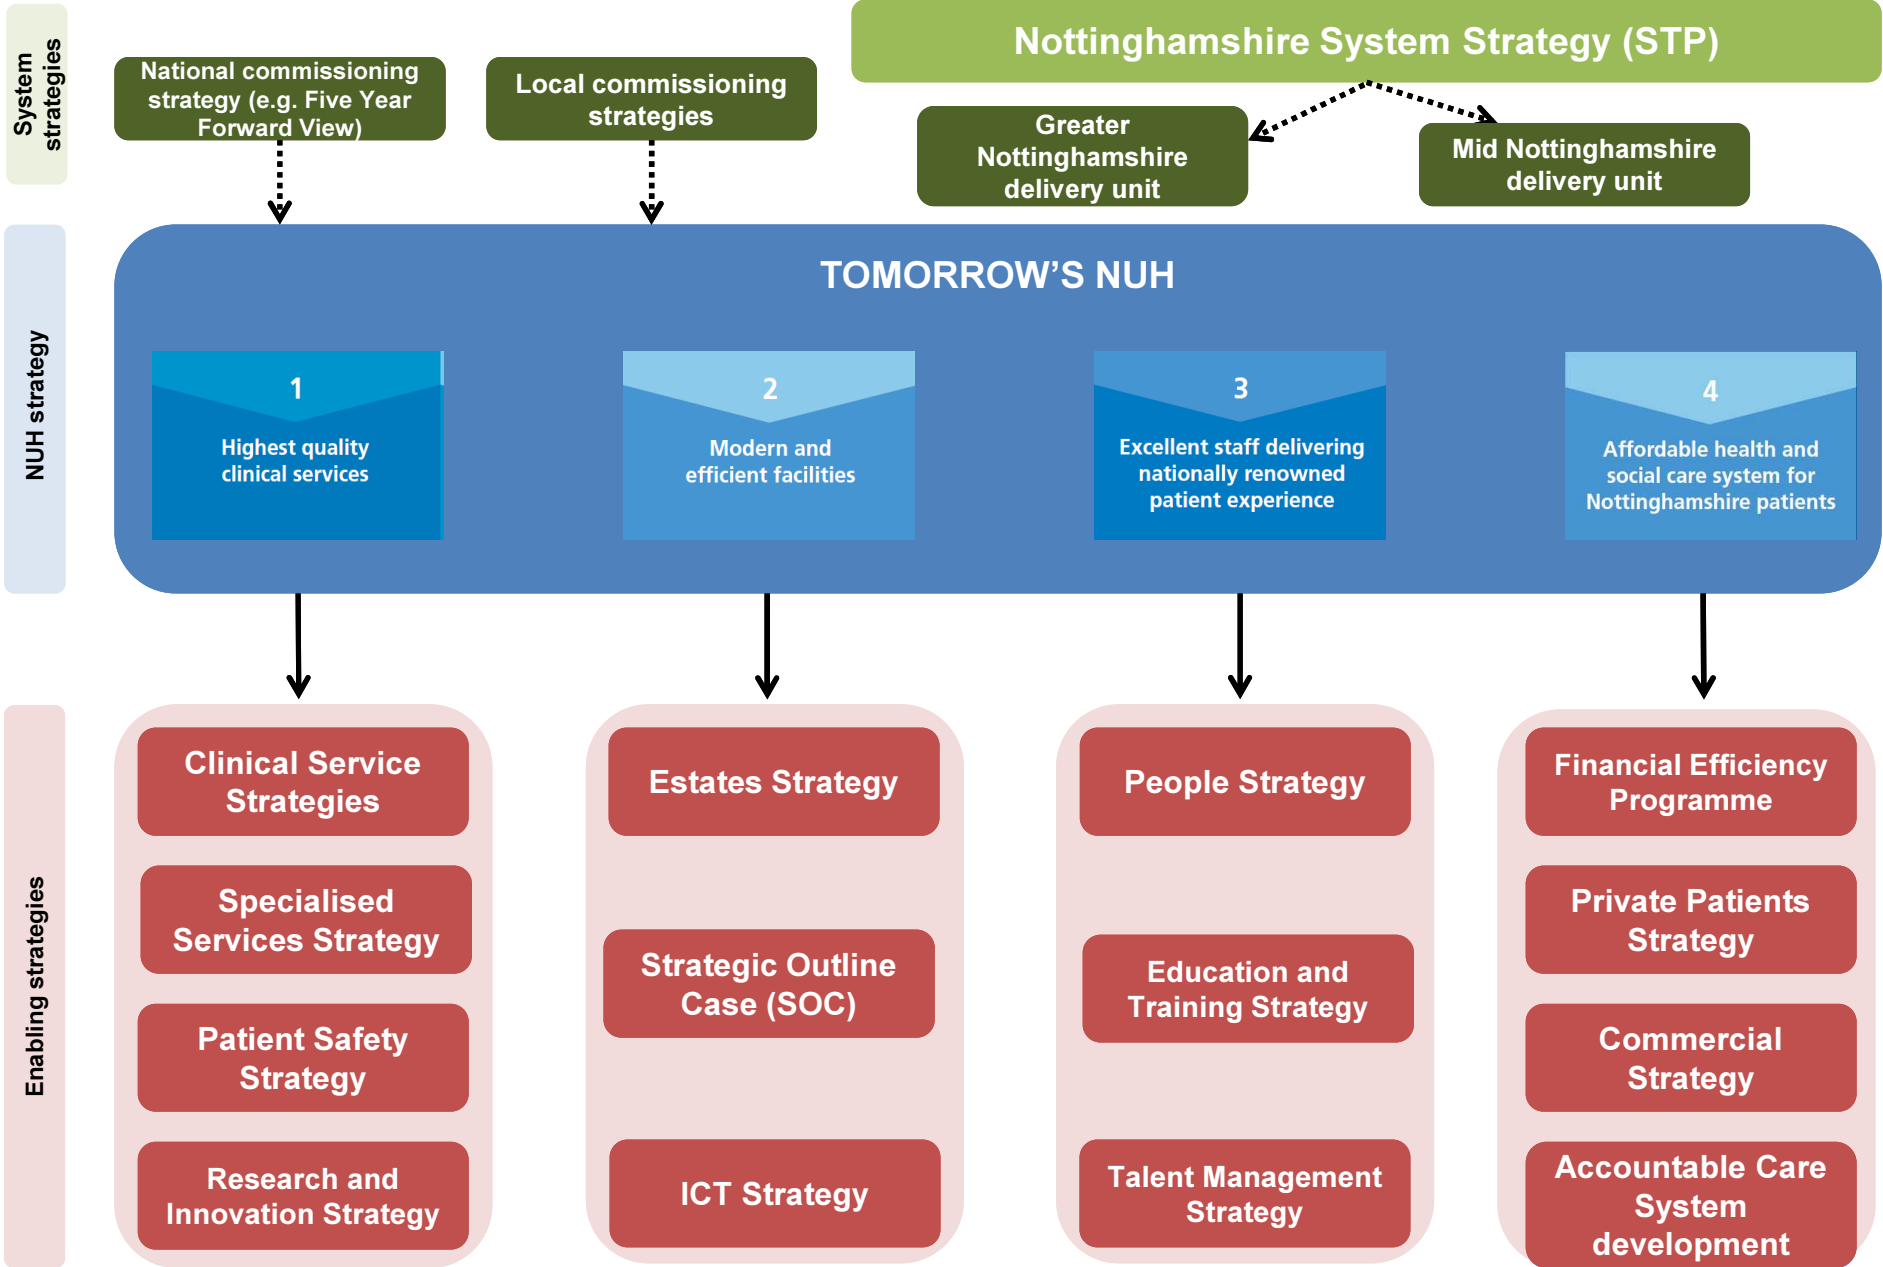 System
strategies
National commissioning
strategy (e.g. Five Year
Forward View)
Local commissioning
strategies
Nottinghamshire System Strategy (STP)
Greater
Nottinghamshire
delivery unit
Mid Nottinghamshire
delivery unit
NUH strategy
TOMORROW'S NUH
1
Highest quality
clinical services
2
Modern and
efficient facilities
3
Excellent staff delivering
nationally renowned
patient experience
4
Affordable health and
social care system for
Nottinghamshire patients
Enabling strategies
Clinical Service
Strategies
Specialised
Services Strategy
Patient Safety
Strategy
Research and
Innovation Strategy
Estates Strategy
Strategic Outline
Case (SOC)
ICT Strategy
People Strategy
Education and
Training Strategy
Talent Management
Strategy
Financial Efficiency
Programme
Private Patients
Strategy
Commercial
Strategy
Accountable Care
System
development